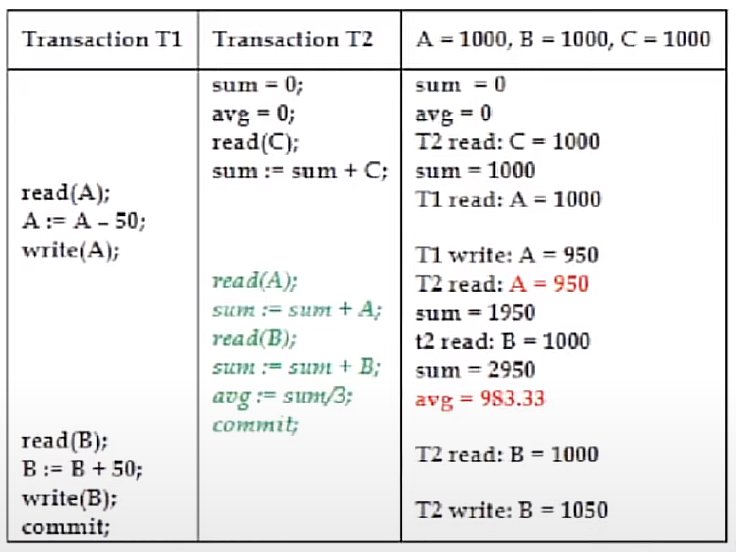 Transaction T1
Transaction T2
A = 1000, B = 1000, C = 1000
read(A);
A := A – 50;
write(A);
read(B);
B := B + 50;
write(B);
commit;
sum = 0;
avg = 0;
read(C);
sum := sum + C;
read(A);
sum := sum + A;
read(B);
sum := sum + B;
avg := sum/3;
commit;
sum = 0
avg = 0
T2 read: C = 1000
sum = 1000
T1 read: A = 1000
T1 write: A = 950
T2 read: A = 950
sum = 1950
t2 read: B = 1000
sum = 2950
avg = 983.33
T2 read: B = 1000
T2 write: B = 1050